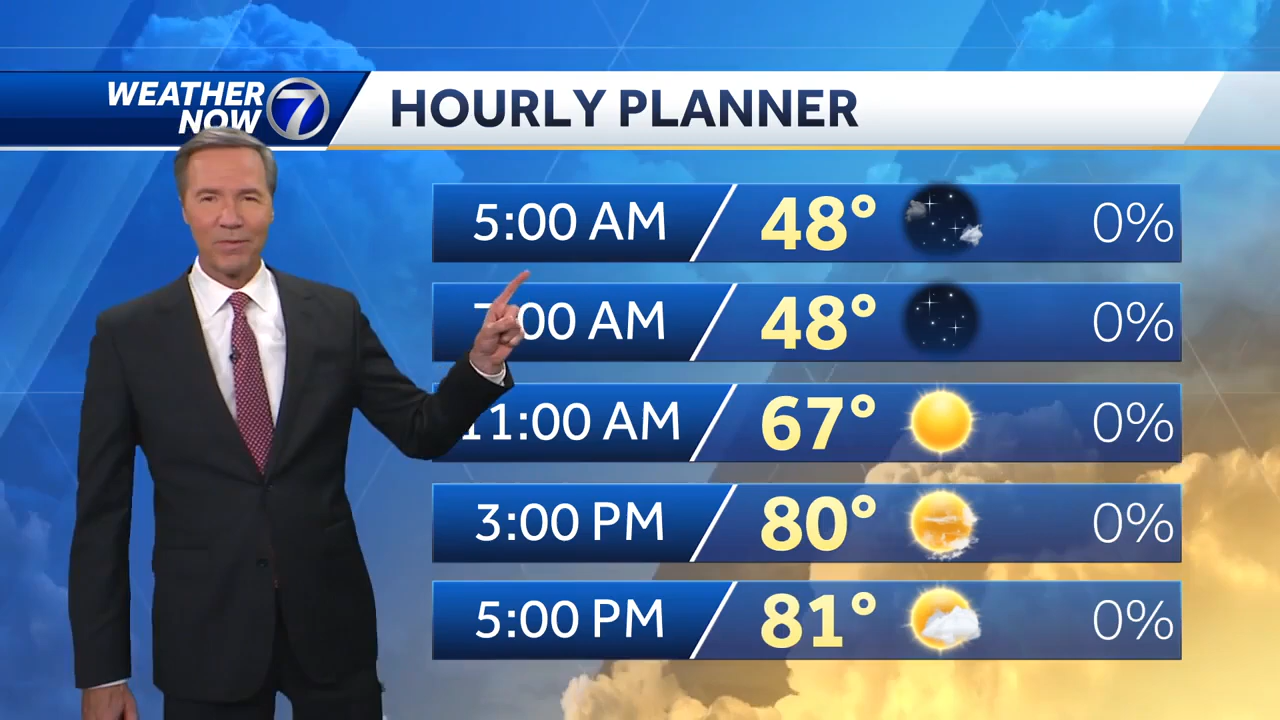 WEATHER
NOW 7
HOURLY PLANNER
5:00 AM 48° 0%
:00 AM 48° 0%
11:00 AM 67° 0%
3:00 PM 80° 0%
5:00 PM 81° 0%